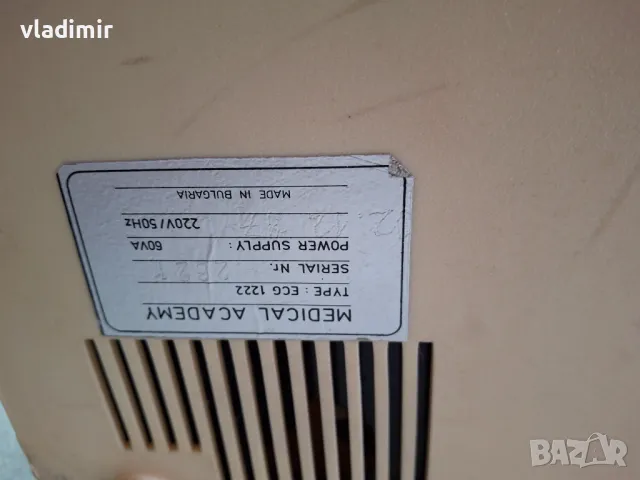 vladimir
MEDICAL ACADEMY
TYPE : ECG 1222
SERIAL Nr.
POWER SUPPLY : 60VA
220V/50Hz
MADE IN BULGARIA
BAZAR